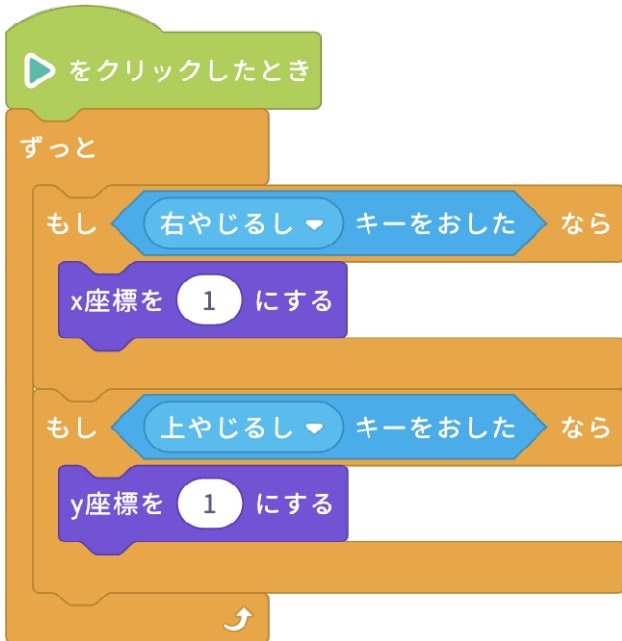 をクリックしたとき
ずっと
もし 右やじるし キーをおした なら
x座標を 1 にする
もし 上やじるし キーをおした なら
y座標を 1 にする